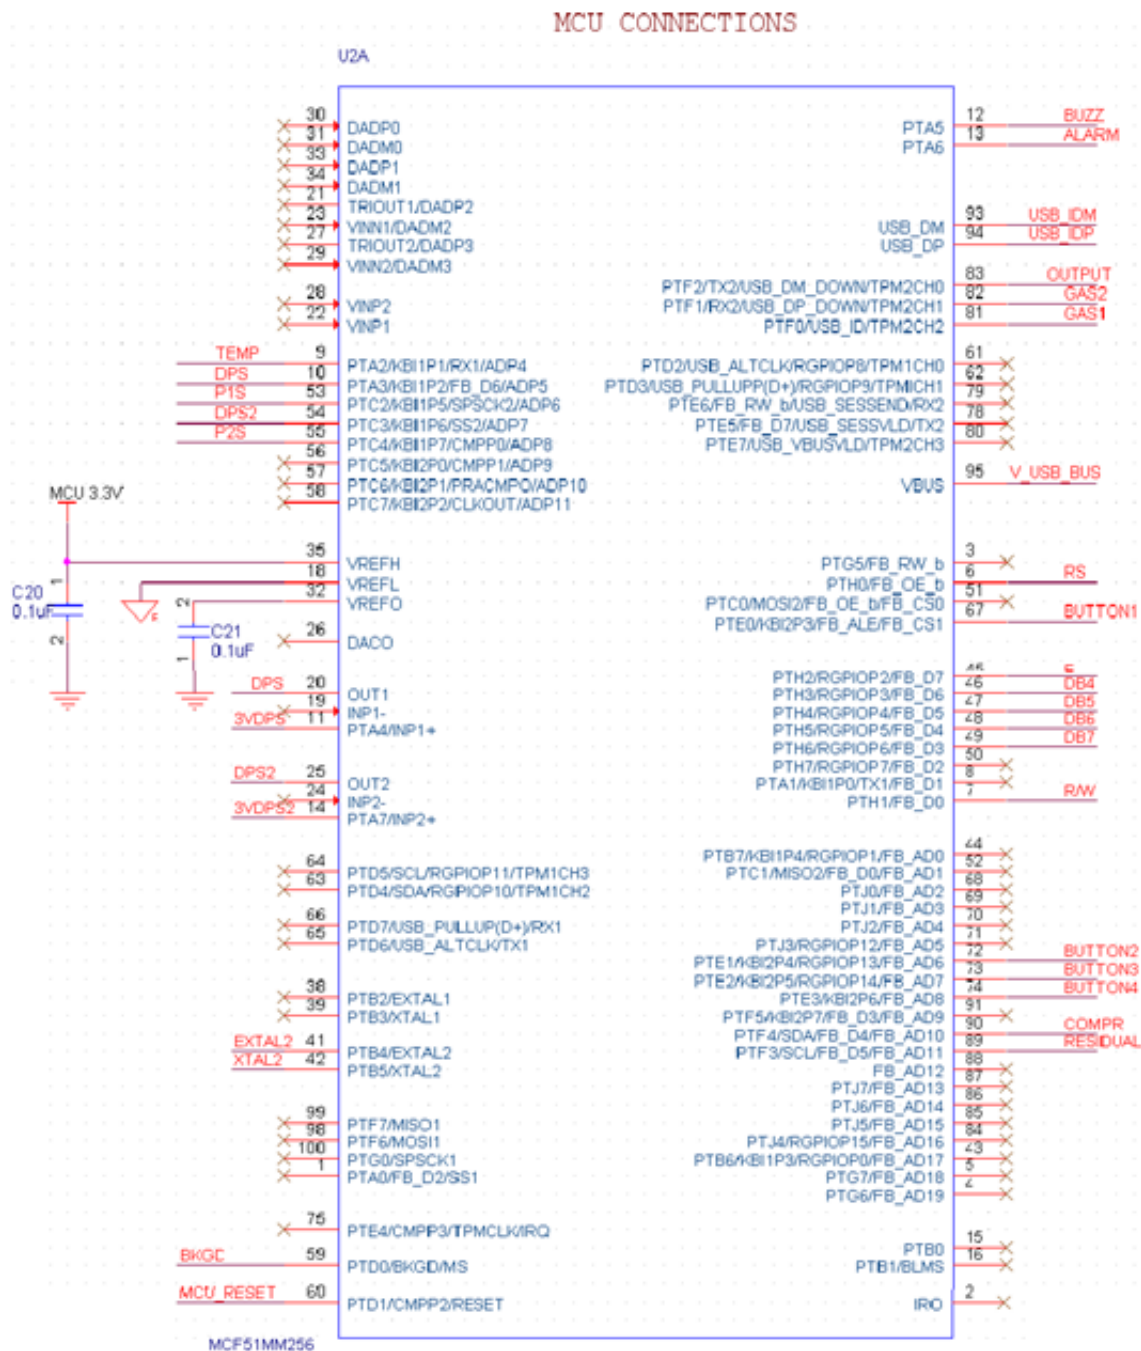 MCU CONNECTIONS
U2A
30 DADP0
31 DADM0
33 DADP1
34 DADM1
21 TRIOUT1/DADP2
23 VINN1/DADM2
27 TRIOUT2/DADP3
29 VINN2/DADM3
28 VINP2
22 VINP1
TEMP 9 PTA2/KBI1P1/RX1/ADP4
DPS 10 PTA3/KBI1P2/FB_D6/ADP5
P1S 53 PTC2/KBI1P5/SPSCK2/ADP6
DPS2 54 PTC3/KBI1P6/SS2/ADP7
P2S 55 PTC4/KBI1P7/CMPP0/ADP8
56 PTC5/KBI2P0/CMPP1/ADP9
57 PTC6/KBI2P1/PRACMPO/ADP10
58 PTC7/KBI2P2/CLKOUT/ADP11
MCU 3.3V
35 VREFH
18 VREFL
32 VREFO
C20 1
0.1uF
2
F
2
C21
0.1uF
1
26 DACO
DPS 20 OUT1
19 INP1-
3VDPS 11 PTA4/INP1+
DPS2 25 OUT2
24 INP2-
3VDPS2 14 PTA7/INP2+
64 PTD5/SCL/RGPIOP11/TPM1CH3
63 PTD4/SDA/RGPIOP10/TPM1CH2
66 PTD7/USB_PULLUP(D+)/RX1
65 PTD6/USB_ALTCLK/TX1
38 PTB2/EXTAL1
39 PTB3/XTAL1
EXTAL2 41 PTB4/EXTAL2
XTAL2 42 PTB5/XTAL2
99 PTF7/MISO1
98 PTF6/MOSI1
100 PTG0/SPSCK1
1 PTA0/FB_D2/SS1
75 PTE4/CMPP3/TPMCLK/IRQ
BKGD 59 PTD0/BKGD/MS
MCU_RESET 60 PTD1/CMPP2/RESET
MCF51MM256
PTA5 12 BUZZ
PTA6 13 ALARM
USB_DM 93 USB_IDM
USB_DP 94 USB_IDP
PTF2/TX2/USB_DM_DOWN/TPM2CH0 83 OUTPUT
PTF1/RX2/USB_DP_DOWN/TPM2CH1 82 GAS2
PTF0/USB_ID/TPM2CH2 81 GAS1
PTD2/USB_ALTCLK/RGPIOP8/TPM1CH0 61
PTD3/USB_PULLUPP(D+)/RGPIOP9/TPMICH1 62
PTE6/FB_RW_b/USB_SESSEND/RX2 79
PTE5/FB_D7/USB_SESSVLD/TX2 78
PTE7/USB_VBUSVLD/TPM2CH3 80
VBUS 95 V_USB_BUS
PTG5/FB_RW_b 3
PTH0/FB_OE_b 6 RS
PTC0/MOSI2/FB_OE_b/FB_CS0 51
PTE0/KBI2P3/FB_ALE/FB_CS1 67 BUTTON1
PTH2/RGPIOP2/FB_D7 45
PTH3/RGPIOP3/FB_D6 46 DB4
PTH4/RGPIOP4/FB_D5 47 DB5
PTH5/RGPIOP5/FB_D4 48 DB6
PTH6/RGPIOP6/FB_D3 49 DB7
PTH7/RGPIOP7/FB_D2 50
PTA1/KBI1P0/TX1/FB_D1 8
PTH1/FB_D0 7 R/W
PTB7/KBI1P4/RGPIOP1/FB_AD0 44
PTC1/MISO2/FB_D0/FB_AD1 52
PTJ0/FB_AD2 68
PTJ1/FB_AD3 69
PTJ2/FB_AD4 70
PTJ3/RGPIOP12/FB_AD5 71
PTE1/KBI2P4/RGPIOP13/FB_AD6 72 BUTTON2
PTE2/KBI2P5/RGPIOP14/FB_AD7 73 BUTTON3
PTE3/KBI2P6/FB_AD8 74 BUTTON4
PTF5/KBI2P7/FB_D3/FB_AD9 91
PTF4/SDA/FB_D4/FB_AD10 90 COMPR
PTF3/SCL/FB_D5/FB_AD11 89 RESIDUAL
FB_AD12 88
PTJ7/FB_AD13 87
PTJ6/FB_AD14 86
PTJ5/FB_AD15 85
PTJ4/RGPIOP15/FB_AD16 84
PTB6/KBI1P3/RGPIOP0/FB_AD17 43
PTG7/FB_AD18 5
PTG6/FB_AD19 4
PTB0 15
PTB1/BLMS 16
IRO 2